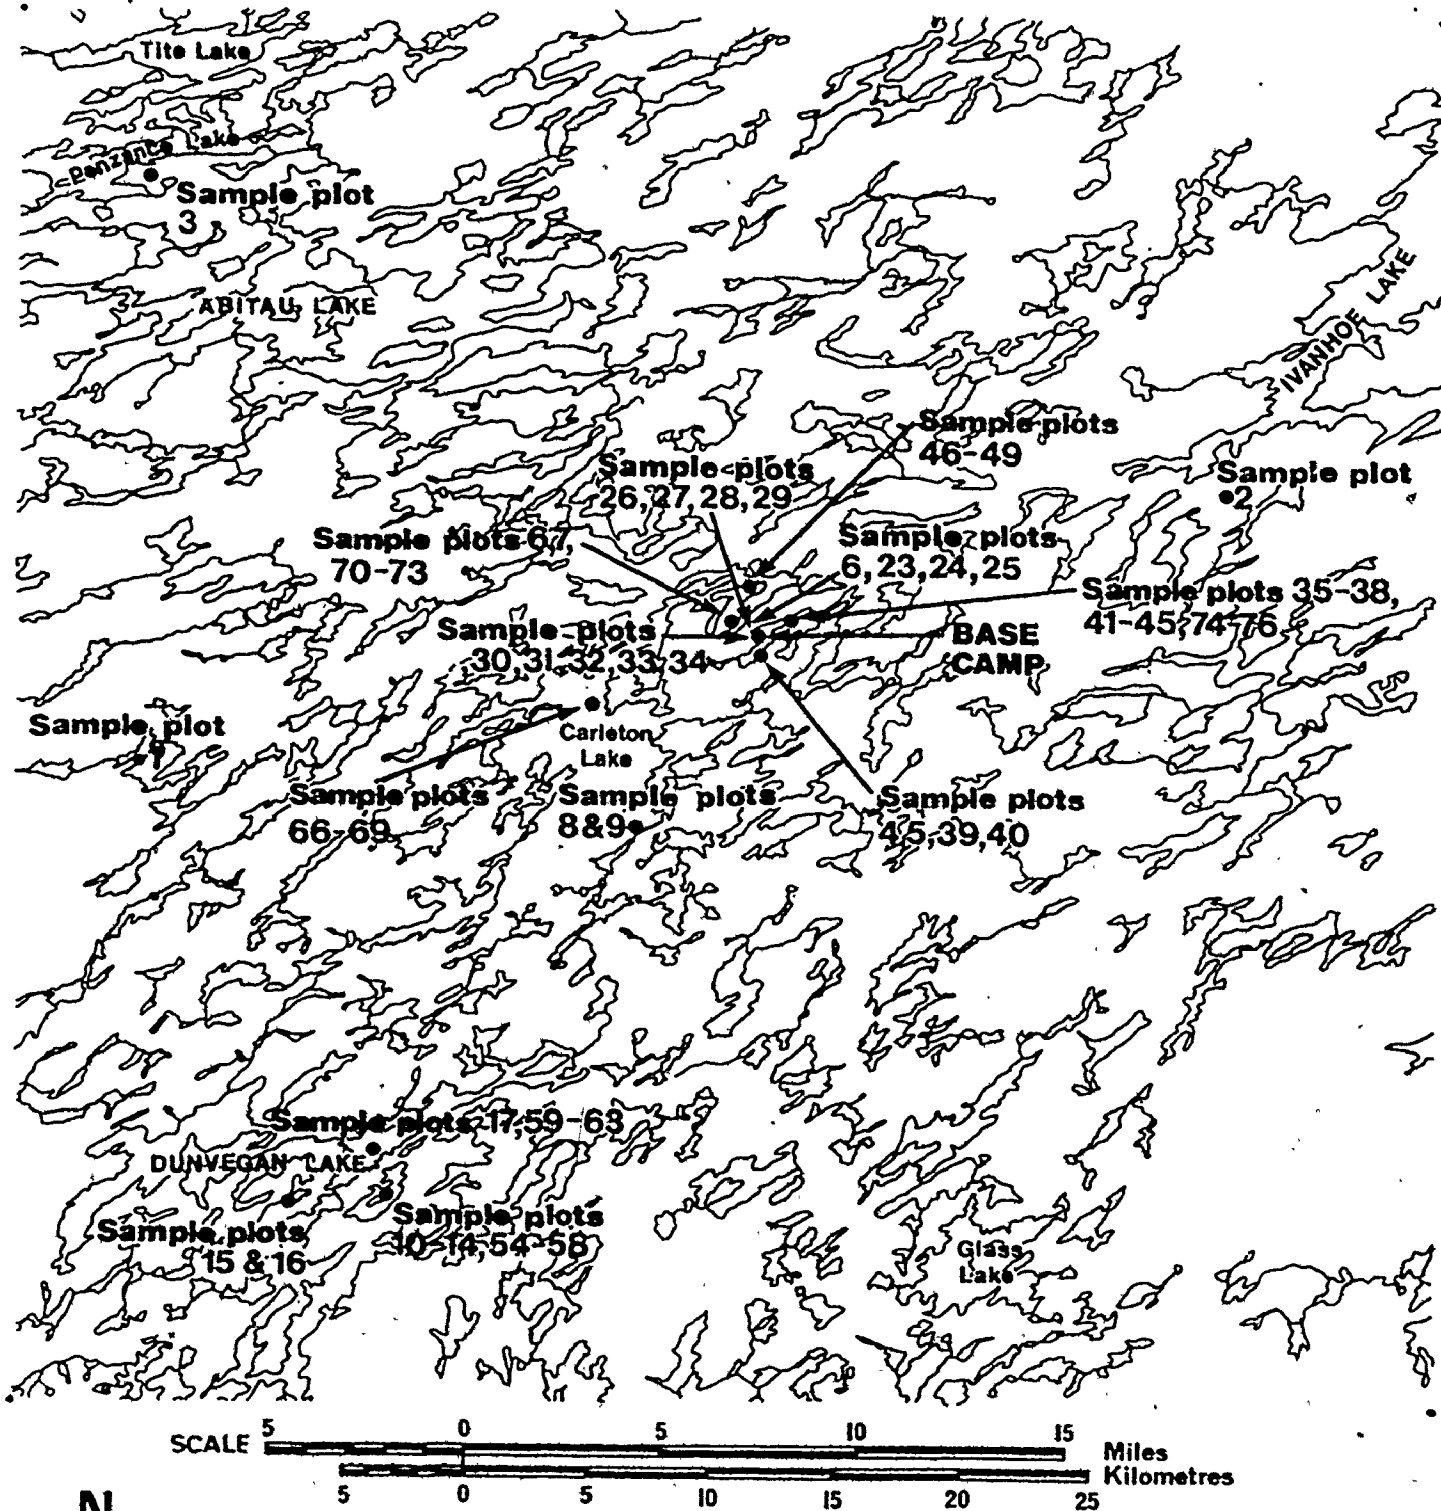 Tite Lake
Penzance Lake
Sample plot
3
ABITAU LAKE
IVANHOE LAKE
Sample plots
46-49
Sample plots
26,27,28,29
Sample plot
2
Sample plots 67,
70-73
Sample plots
6,23,24,25
Sample plots 35-38,
41-45,74-76
Sample plots
30,31,32,33,34
BASE
CAMP
Sample plot
1
Carleton
Lake
Sample plots
66-69
Sample plots
8&9
Sample plots
4,5,39,40
Sample plots 17,59-63
DUNVEGAN LAKE
Sample plots
15 & 16
Sample plots
10-14,54-58
Glass
Lake
SCALE 5 0 5 10 15 Miles
Kilometres
5 0 5 10 15 20 25
N